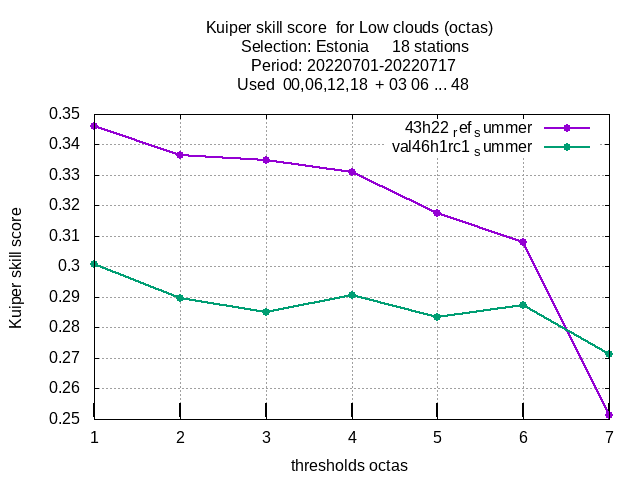 Kuiper skill score for Low clouds (octas)
Selection: Estonia 18 stations
Period: 20220701-20220717
Used 00,06,12,18 + 03 06 ... 48
43h22_ref_summer
val46h1rc1_summer
Kuiper skill score
0.35
0.34
0.33
0.32
0.31
0.3
0.29
0.28
0.27
0.26
0.25
1 2 3 4 5 6 7
thresholds octas